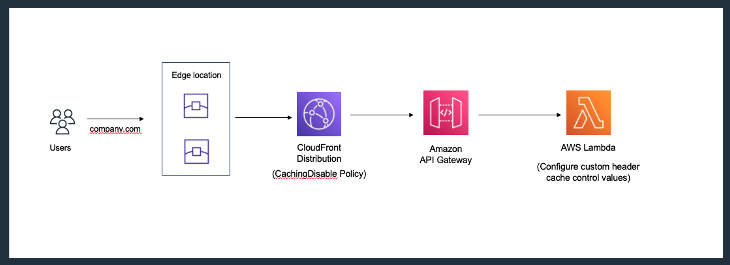 Edge location
company.com
Users
CloudFront
Distribution
(CachingDisable Policy)
Amazon
API Gateway
AWS Lambda
(Configure custom header
cache control values)